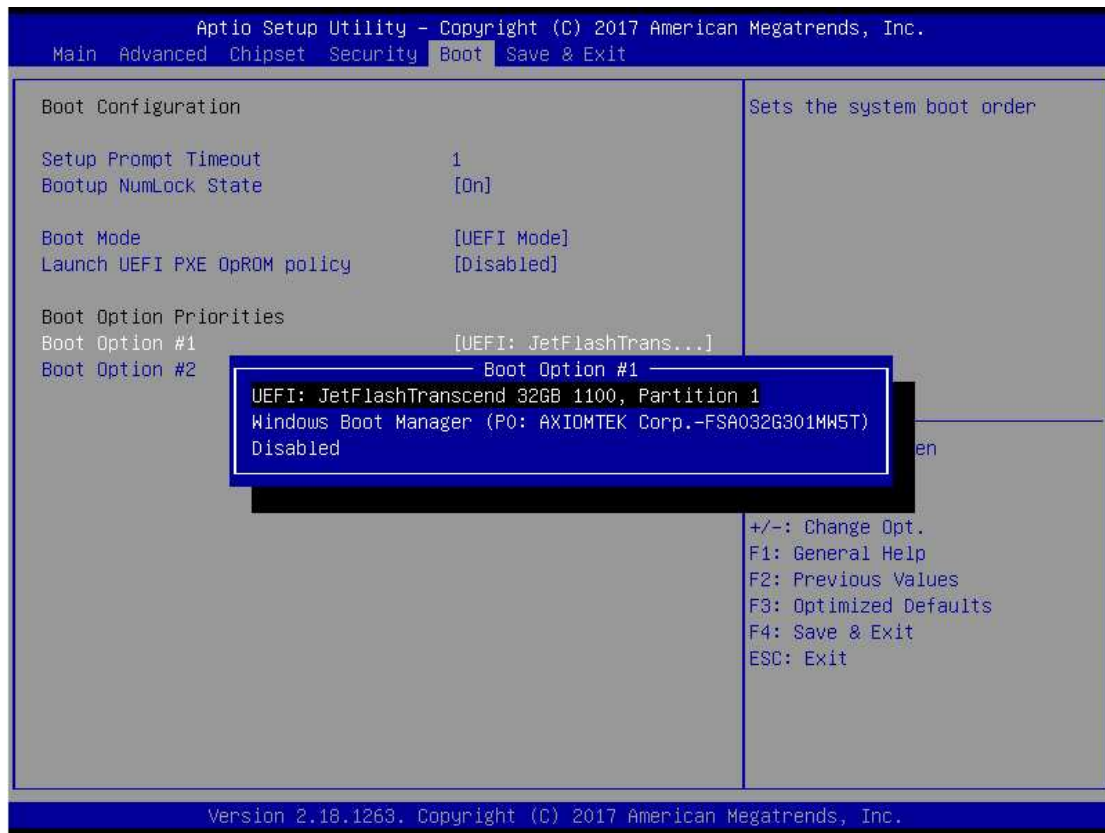 Aptio Setup Utility – Copyright (C) 2017 American Megatrends, Inc.
Main Advanced Chipset Security Boot Save & Exit
Boot Configuration
Setup Prompt Timeout 1
Bootup NumLock State [On]
Boot Mode [UEFI Mode]
Launch UEFI PXE OpROM policy [Disabled]
Boot Option Priorities
Boot Option #1 [UEFI: JetFlashTrans...]
Boot Option #2
Boot Option #1
UEFI: JetFlashTranscend 32GB 1100, Partition 1
Windows Boot Manager (P0: AXIOMTEK Corp.-FSA032G301MW5T)
Disabled
Sets the system boot order
en
+/-: Change Opt.
F1: General Help
F2: Previous Values
F3: Optimized Defaults
F4: Save & Exit
ESC: Exit
Version 2.18.1263. Copyright (C) 2017 American Megatrends, Inc.